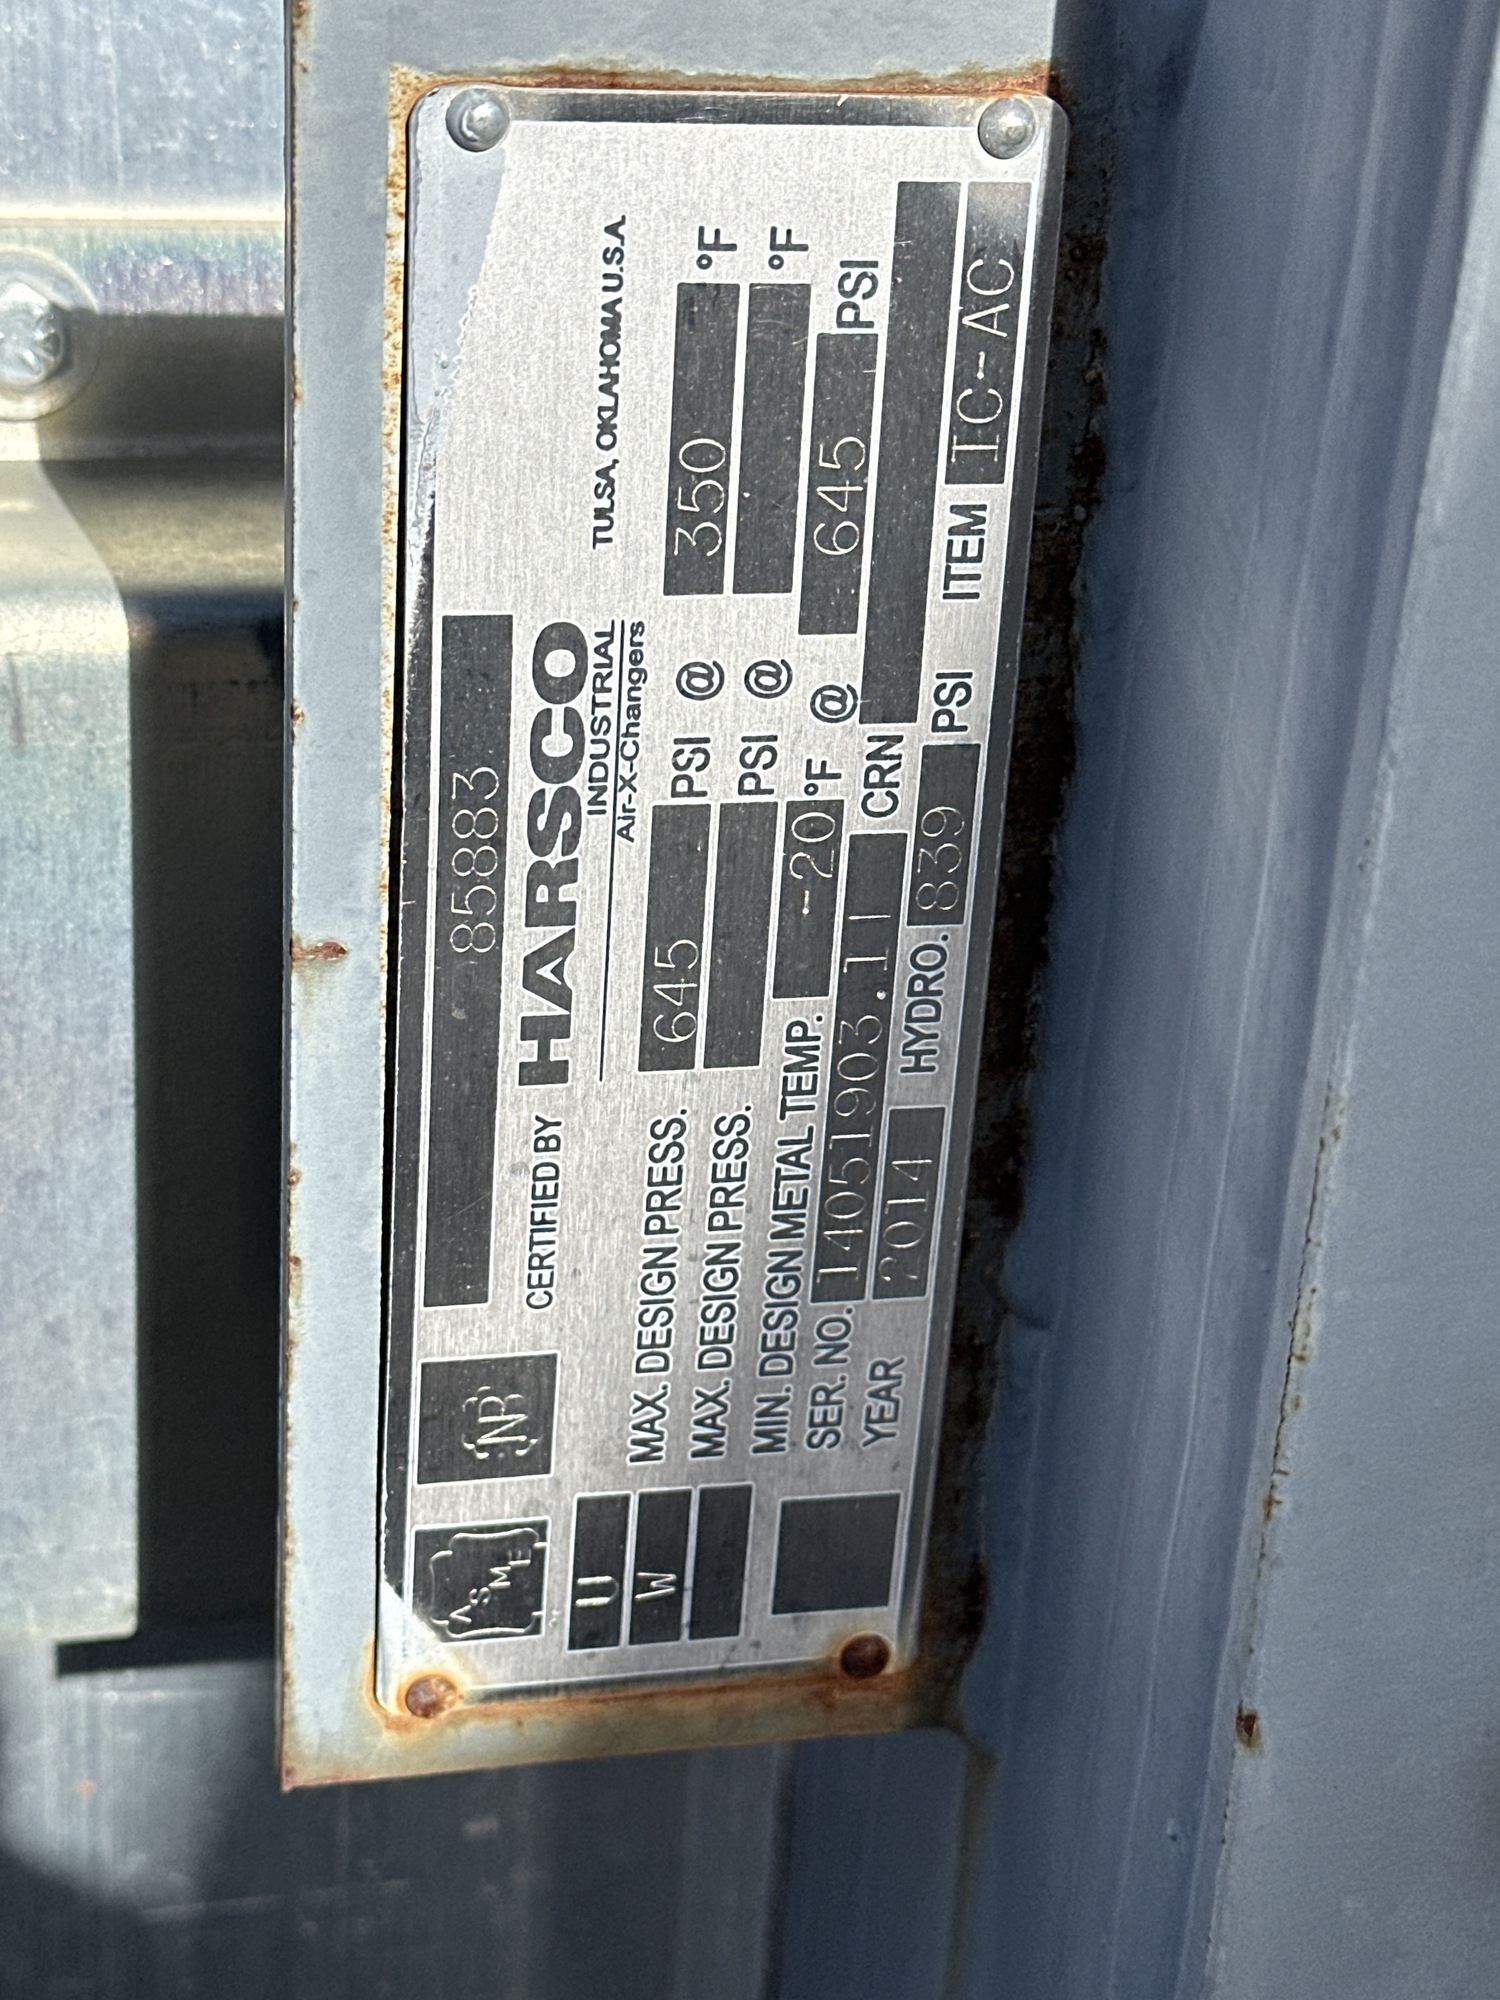 ASME
NB
85883
U
W
CERTIFIED BY HARSCO
INDUSTRIAL
Air-X-Changers
TULSA, OKLAHOMA U.S.A.
MAX. DESIGN PRESS. 645 PSI @ 350 °F
MAX. DESIGN PRESS. PSI @ °F
MIN. DESIGN METAL TEMP. -20 °F @ 645 PSI
SER. NO. 14051903.11 CRN
YEAR 2014 HYDRO. 839 PSI ITEM IC-AC